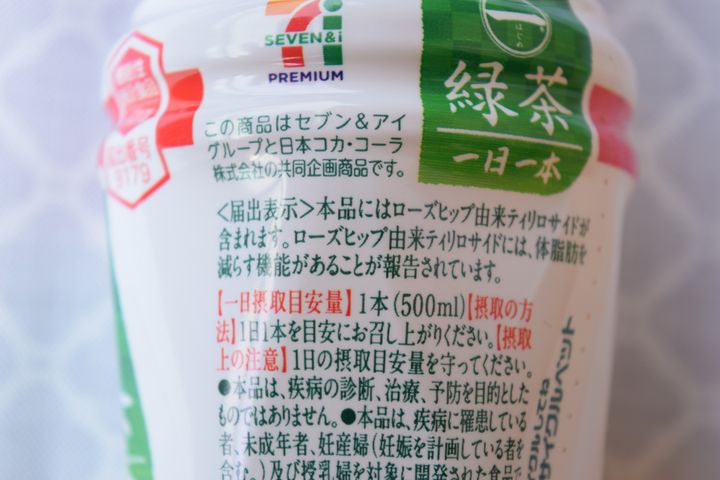 SEVEN&i
PREMIUM
一
はじめ
緑茶
一日一本
この商品はセブン&アイ
グループと日本コカ・コーラ
株式会社の共同企画商品です。
<届出表示>本品にはローズヒップ由来ティリロサイドが
含まれます。ローズヒップ由来ティリロサイドには、体脂肪を
減らす機能があることが報告されています。
【一日摂取目安量】1本(500ml)【摂取の方
法】1日1本を目安にお召し上がりください。【摂取
上の注意】1日の摂取目安量を守ってください。
●本品は、疾病の診断、治療、予防を目的とした
ものではありません。●本品は、疾病に罹患している
者、未成年者、妊産婦(妊娠を計画している者を
含む。)及び授乳婦を対象に開発された食品で
機能性
出番号
179